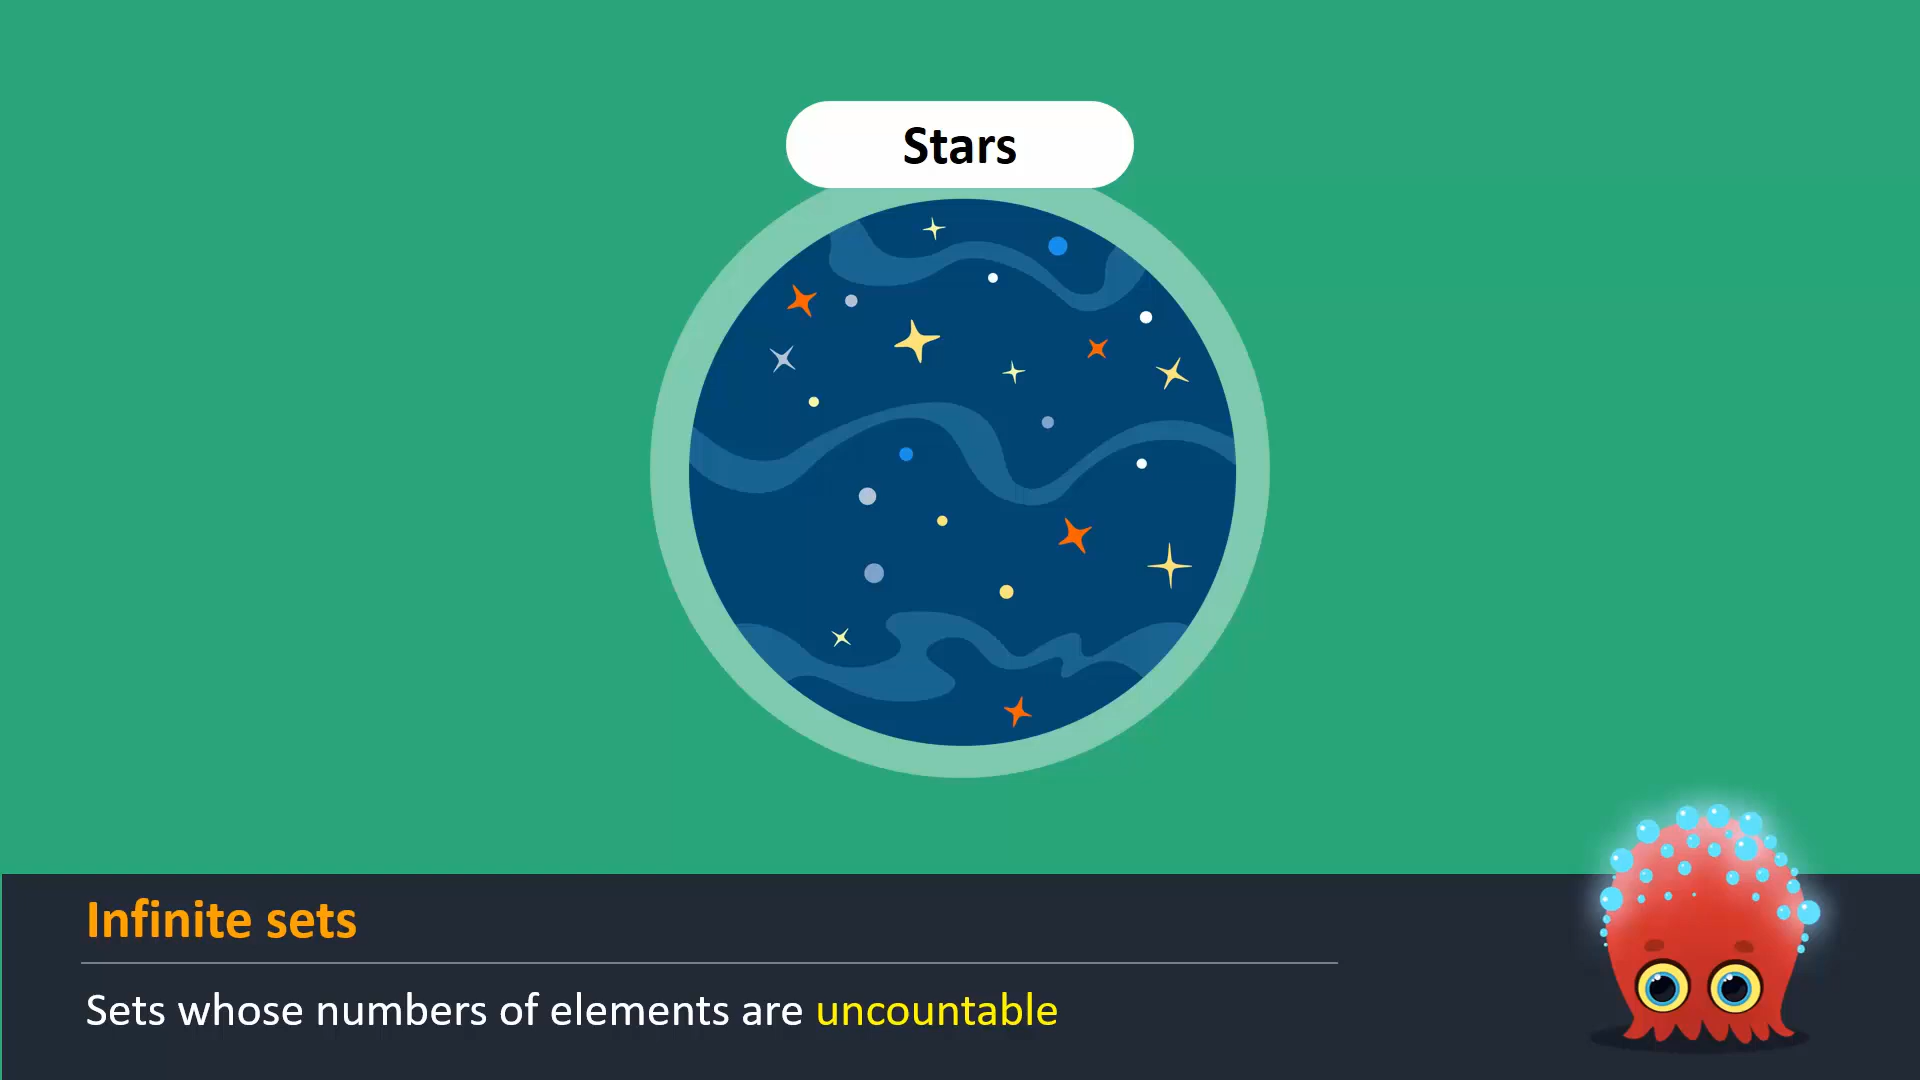 Stars
Infinite sets
Sets whose numbers of elements are uncountable